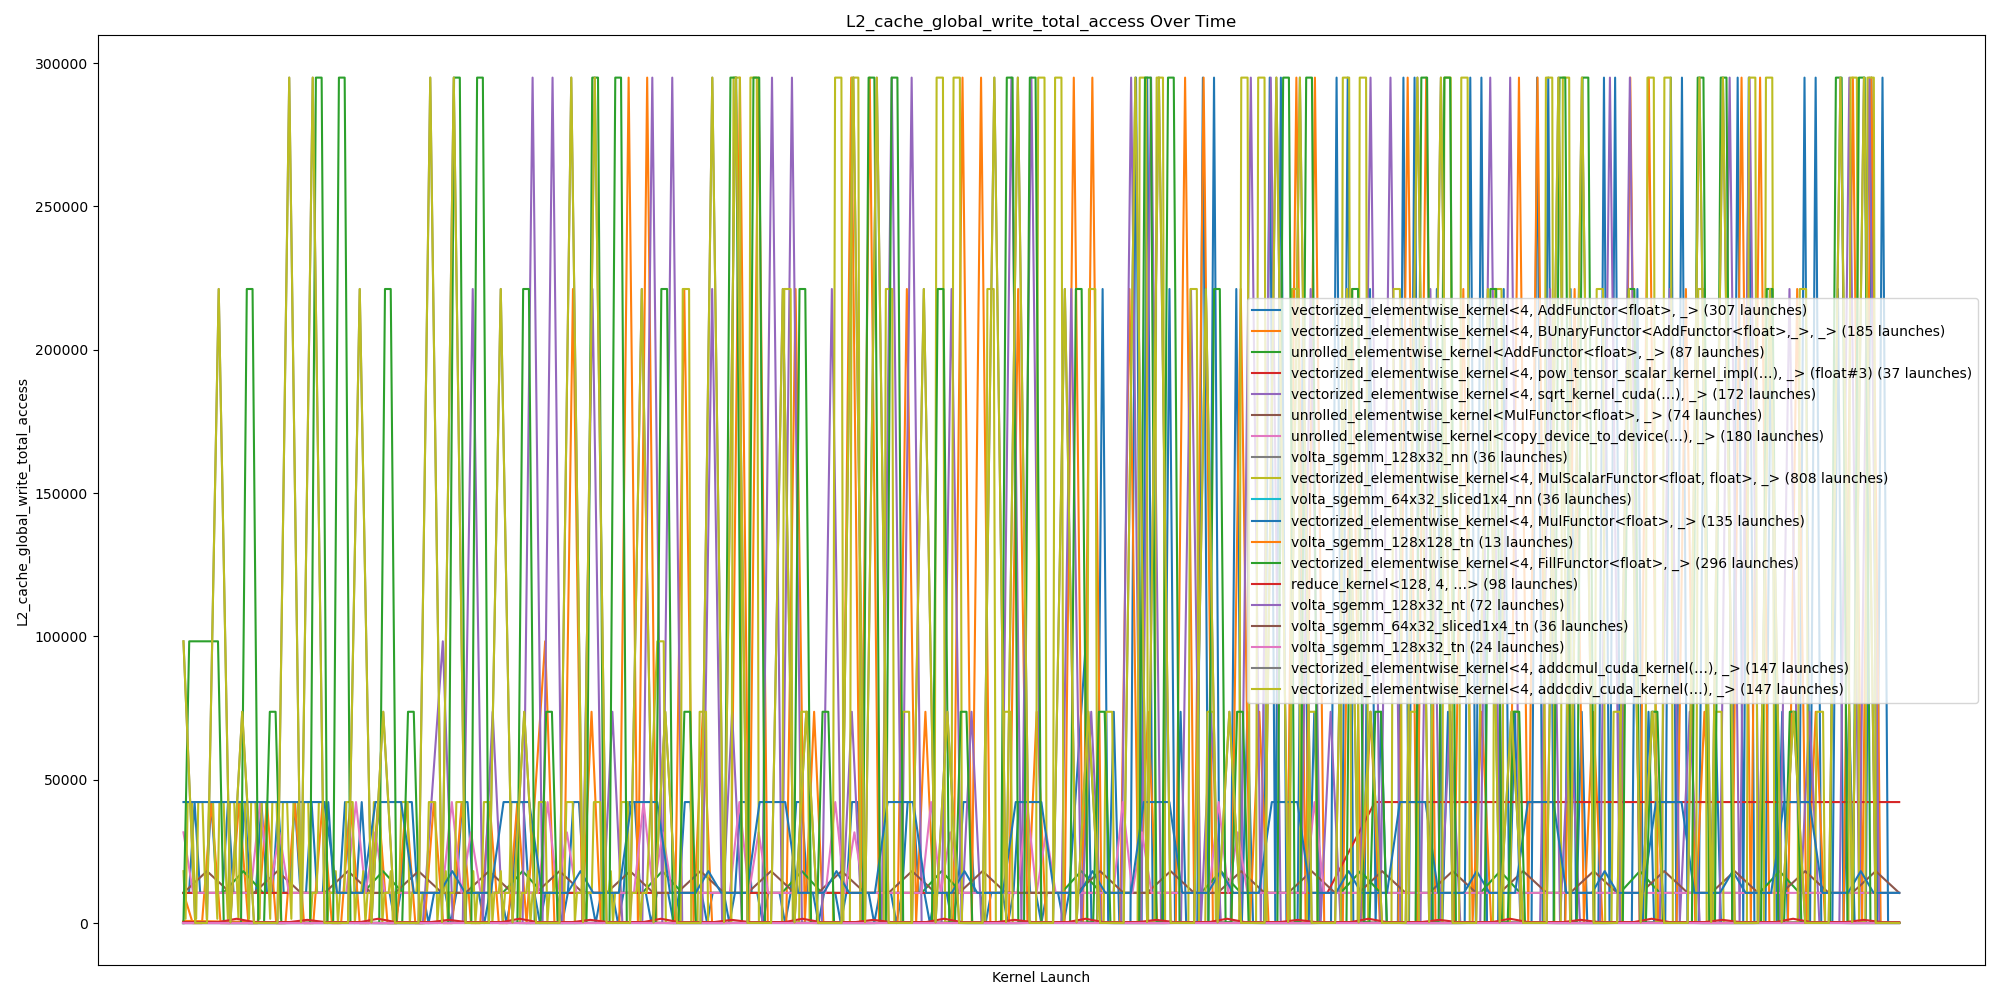 L2_cache_global_write_total_access Over Time
300000
250000
200000
150000
100000
50000
0
L2_cache_global_write_total_access
Kernel Launch
vectorized_elementwise_kernel<4, AddFunctor<float>, _> (307 launches)
vectorized_elementwise_kernel<4, BUnaryFunctor<AddFunctor<float>,_>, _> (185 launches)
unrolled_elementwise_kernel<AddFunctor<float>, _> (87 launches)
vectorized_elementwise_kernel<4, pow_tensor_scalar_kernel_impl(...), _> (float#3) (37 launches)
vectorized_elementwise_kernel<4, sqrt_kernel_cuda(...), _> (172 launches)
unrolled_elementwise_kernel<MulFunctor<float>, _> (74 launches)
unrolled_elementwise_kernel<copy_device_to_device(...), _> (180 launches)
volta_sgemm_128x32_nn (36 launches)
vectorized_elementwise_kernel<4, MulScalarFunctor<float, float>, _> (808 launches)
volta_sgemm_64x32_sliced1x4_nn (36 launches)
vectorized_elementwise_kernel<4, MulFunctor<float>, _> (135 launches)
volta_sgemm_128x128_tn (13 launches)
vectorized_elementwise_kernel<4, FillFunctor<float>, _> (296 launches)
reduce_kernel<128, 4, ...> (98 launches)
volta_sgemm_128x32_nt (72 launches)
volta_sgemm_64x32_sliced1x4_tn (36 launches)
volta_sgemm_128x32_tn (24 launches)
vectorized_elementwise_kernel<4, addcmul_cuda_kernel(...), _> (147 launches)
vectorized_elementwise_kernel<4, addcdiv_cuda_kernel(...), _> (147 launches)